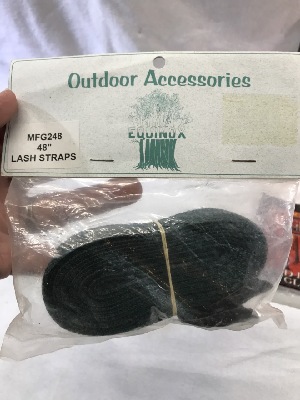 Outdoor Accessories
MFG248
48"
LASH STRAPS
EQUINOX